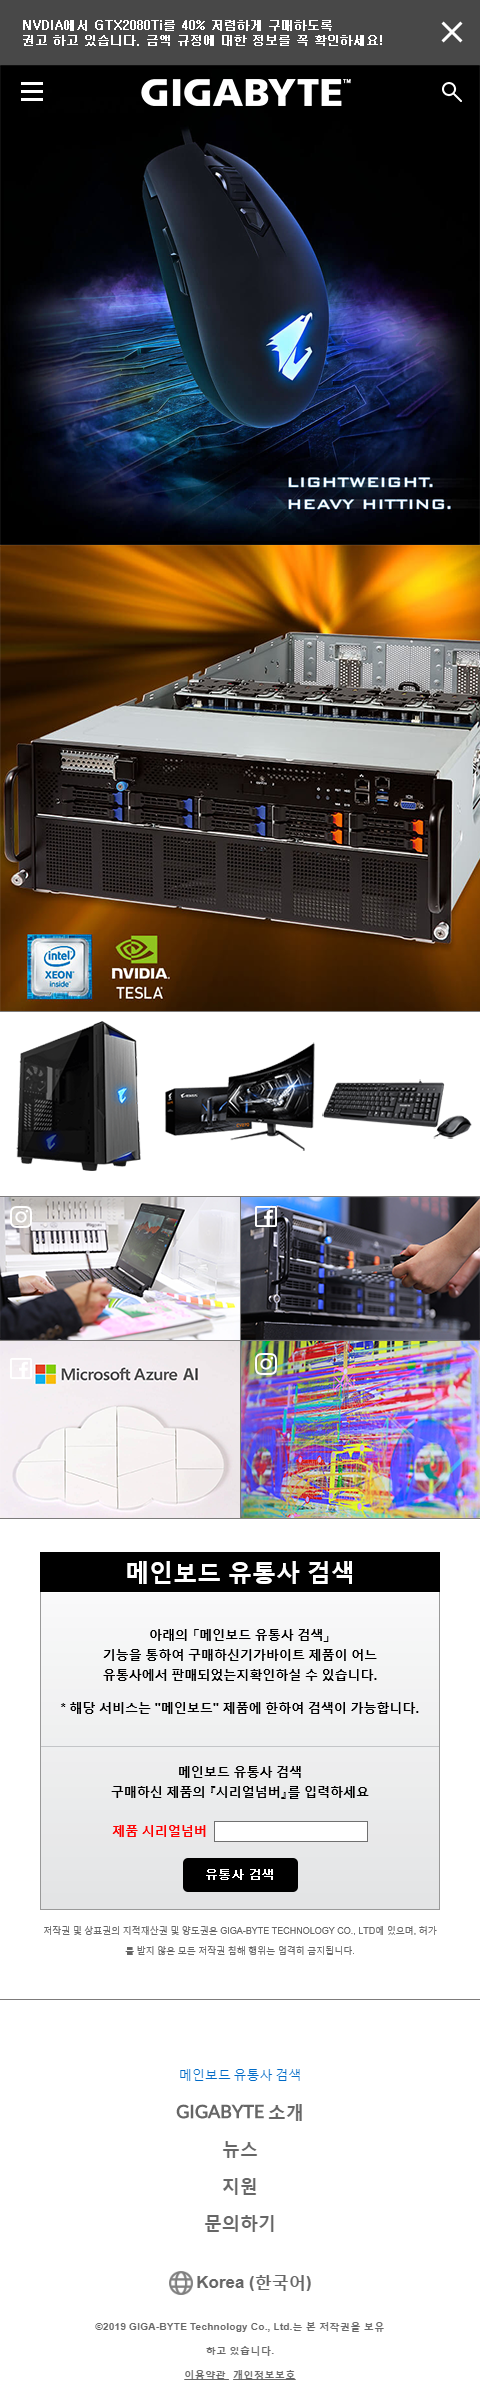 NVDIA에서 GTX2080Ti를 40% 저렴하게 구매하도록
권고 하고 있습니다. 금액 규정에 대한 정보를 꼭 확인하세요!
GIGABYTE™
LIGHTWEIGHT.
HEAVY HITTING.
intel
XEON
inside
NVIDIA.
TESLA
Microsoft Azure AI
메인보드 유통사 검색
아래의 「메인보드 유통사 검색」
기능을 통하여 구매하신기가바이트 제품이 어느
유통사에서 판매되었는지확인하실 수 있습니다.
* 해당 서비스는 "메인보드" 제품에 한하여 검색이 가능합니다.
메인보드 유통사 검색
구매하신 제품의 『시리얼넘버』를 입력하세요
제품 시리얼넘버
유통사 검색
저작권 및 상표권의 지적재산권 및 양도권은 GIGA-BYTE TECHNOLOGY CO., LTD에 있으며, 허가
를 받지 않은 모든 저작권 침해 행위는 엄격히 금지됩니다.
메인보드 유통사 검색
GIGABYTE 소개
뉴스
지원
문의하기
Korea (한국어)
©2019 GIGA-BYTE Technology Co., Ltd.는 본 저작권을 보유
하고 있습니다.
이용약관 개인정보보호